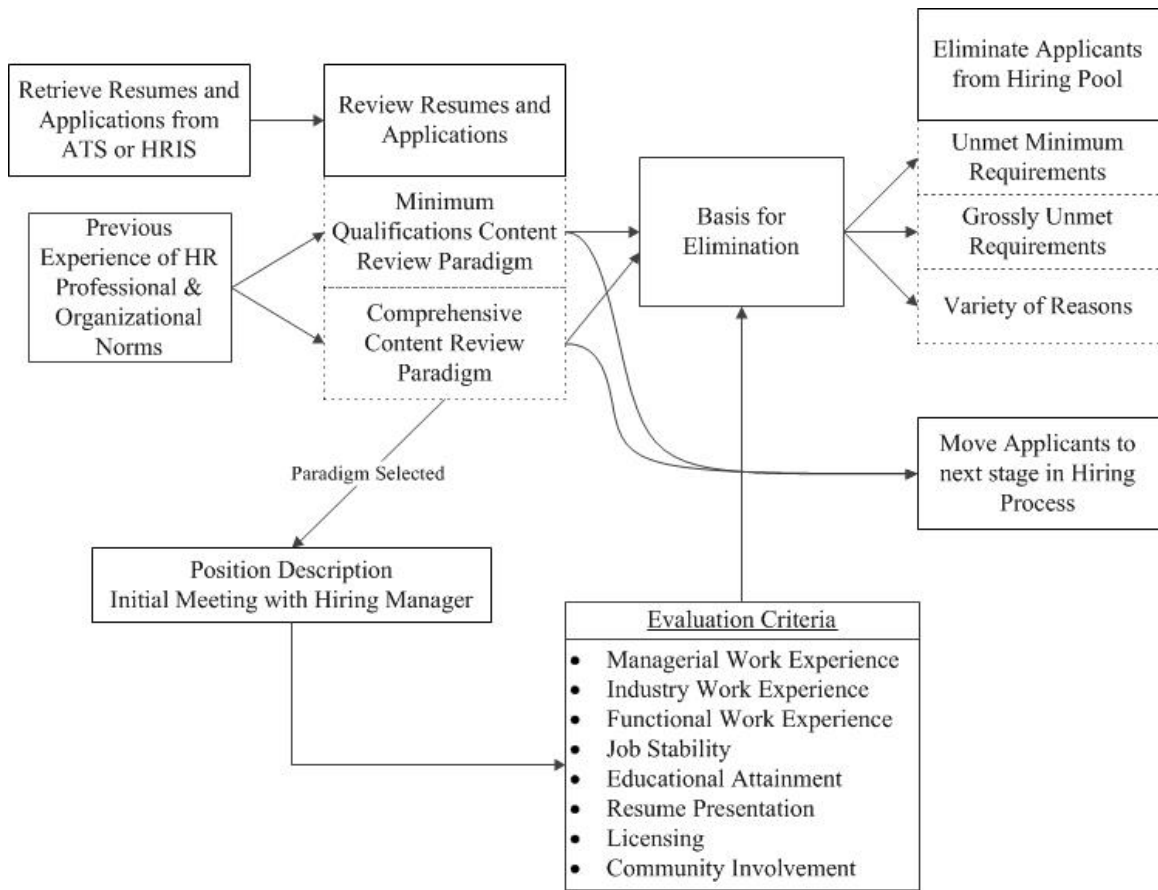 Retrieve Resumes and
Applications from
ATS or HRIS
Review Resumes and
Applications
Minimum
Qualifications Content
Review Paradigm
Comprehensive
Content Review
Paradigm
Previous
Experience of HR
Professional &
Organizational
Norms
Basis for
Elimination
Eliminate Applicants
from Hiring Pool
Unmet Minimum
Requirements
Grossly Unmet
Requirements
Variety of Reasons
Move Applicants to
next stage in Hiring
Process
Paradigm Selected
Position Description
Initial Meeting with Hiring Manager
Evaluation Criteria
• Managerial Work Experience
• Industry Work Experience
• Functional Work Experience
• Job Stability
• Educational Attainment
• Resume Presentation
• Licensing
• Community Involvement